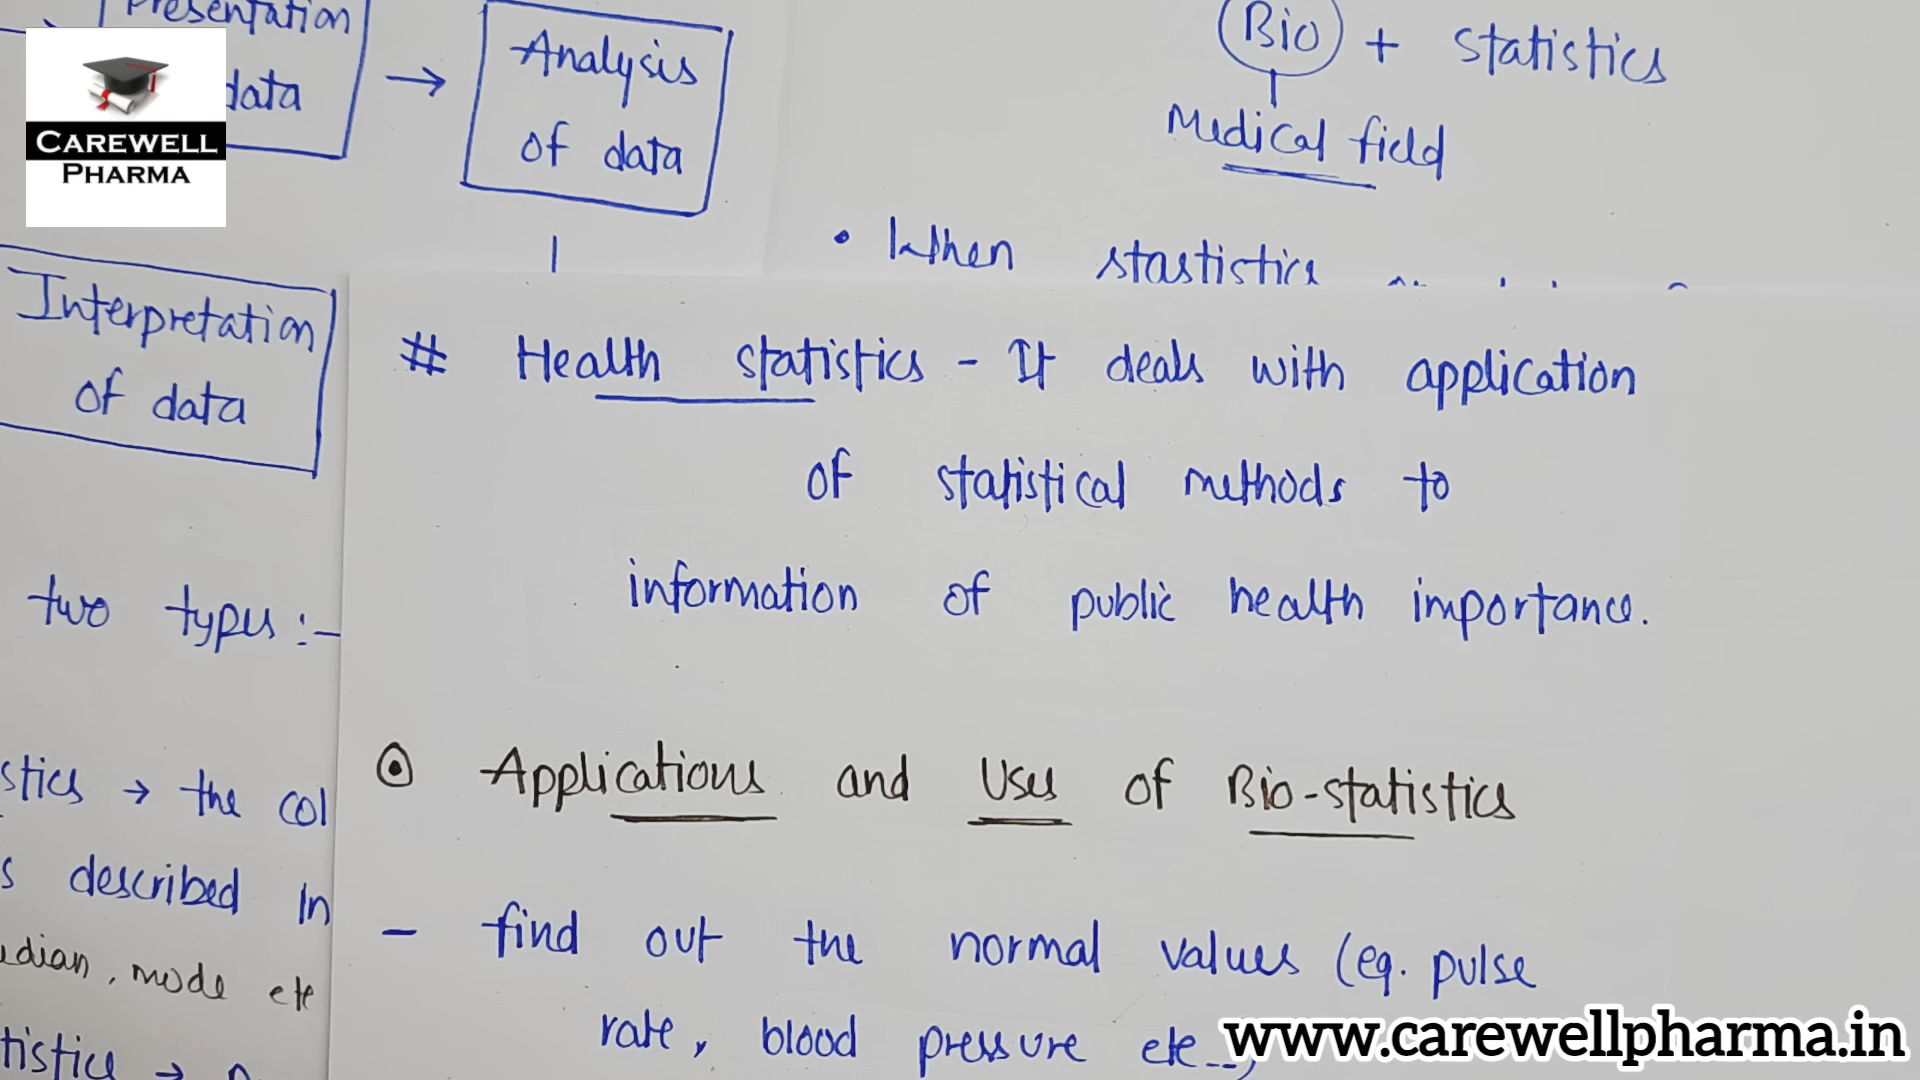 Presentation
data
→ Analysis
of data
CAREWELL
PHARMA
Bio + statistics
Medical field
• When stastistics
Interpretation
of data
two types :-
stics → the col
s described in
edian, mode etc
tistics →
# Health statistics - It deals with application
of statistical methods to
information of public health importance.
Applications and Uses of Bio-statistics
- find out the normal values (eg. pulse
rate, blood pressure etc--)
www.carewellpharma.in